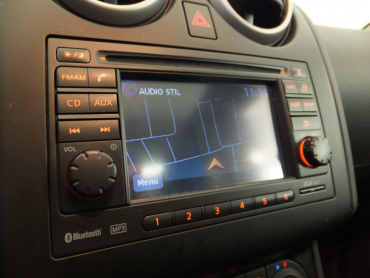 FM·AM
CD AUX
VOL
AUDIO STIL
Menu
1 2 3 4 5 6
Bluetooth MP3